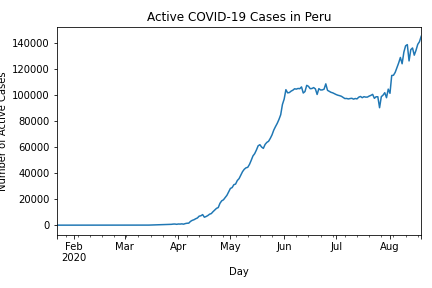 Active COVID-19 Cases in Peru
Number of Active Cases
140000
120000
100000
80000
60000
40000
20000
0
Feb Mar Apr May Jun Jul Aug
2020
Day